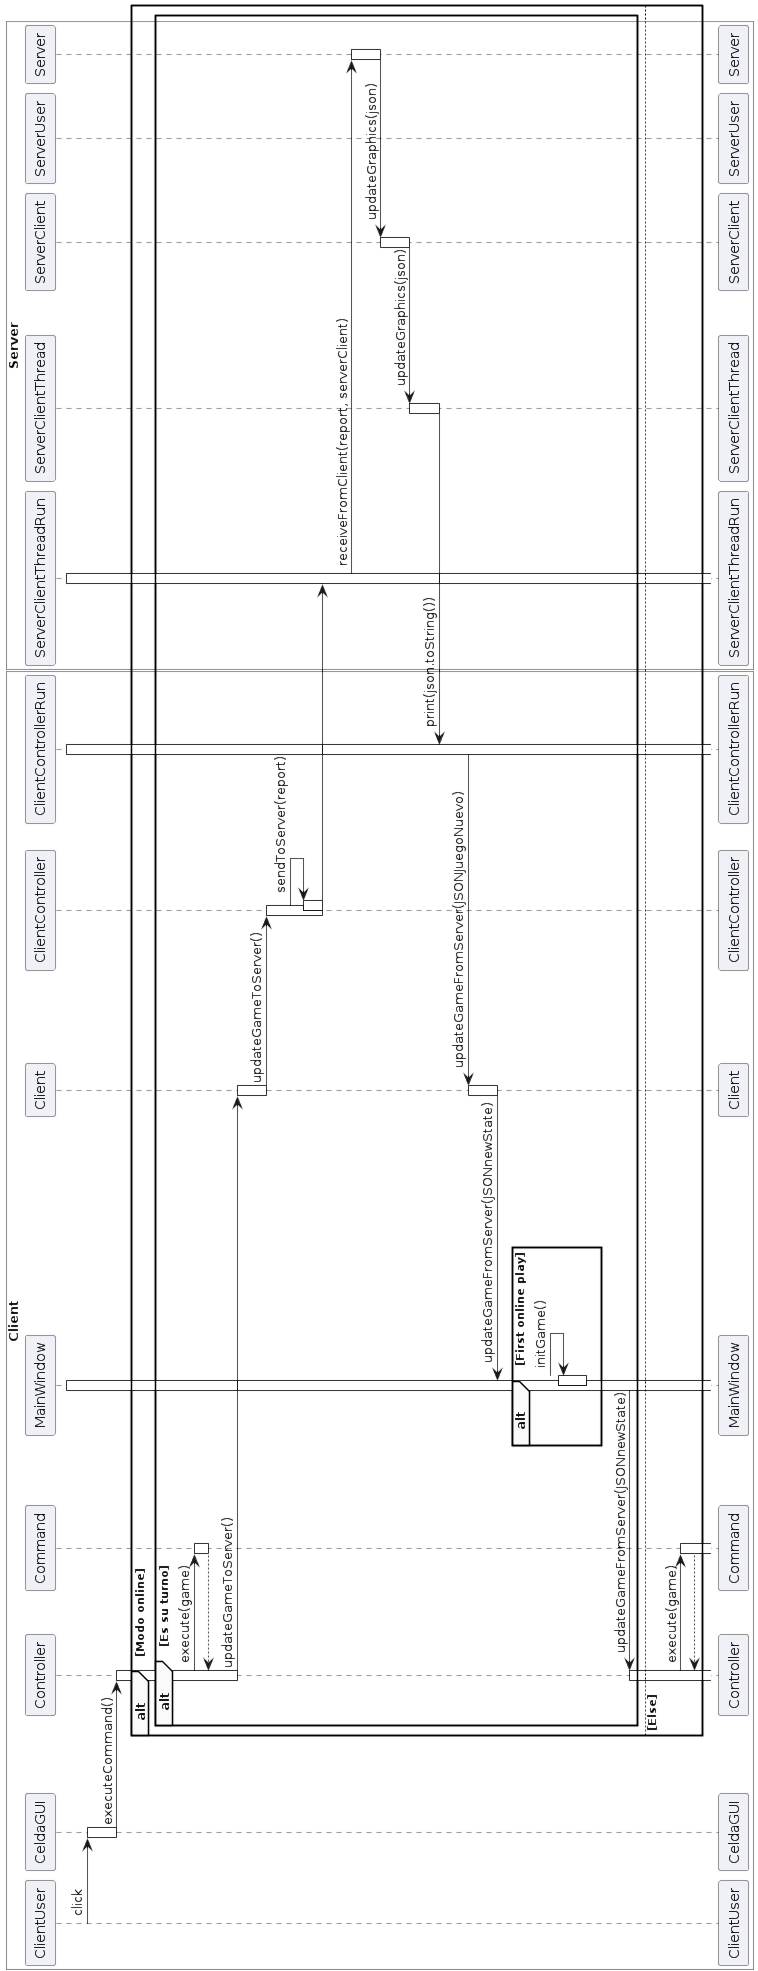 Client
Server
ClientUser
CeldaGUI
Controller
Command
MainWindow
Client
ClientController
ClientControllerRun
ServerClientThreadRun
ServerClientThread
ServerClient
ServerUser
Server
click
executeCommand()
alt
[Modo online]
alt
[Es su turno]
execute(game)
updateGameToServer()
updateGameToServer()
sendToServer(report)
receiveFromClient(report, serverClient)
updateGraphics(json)
updateGraphics(json)
print(json.toString())
updateGameFromServer(JSONJuegoNuevo)
updateGameFromServer(JSONnewState)
alt
[First online play]
initGame()
updateGameFromServer(JSONnewState)
[Else]
execute(game)
ClientUser
CeldaGUI
Controller
Command
MainWindow
Client
ClientController
ClientControllerRun
ServerClientThreadRun
ServerClientThread
ServerClient
ServerUser
Server